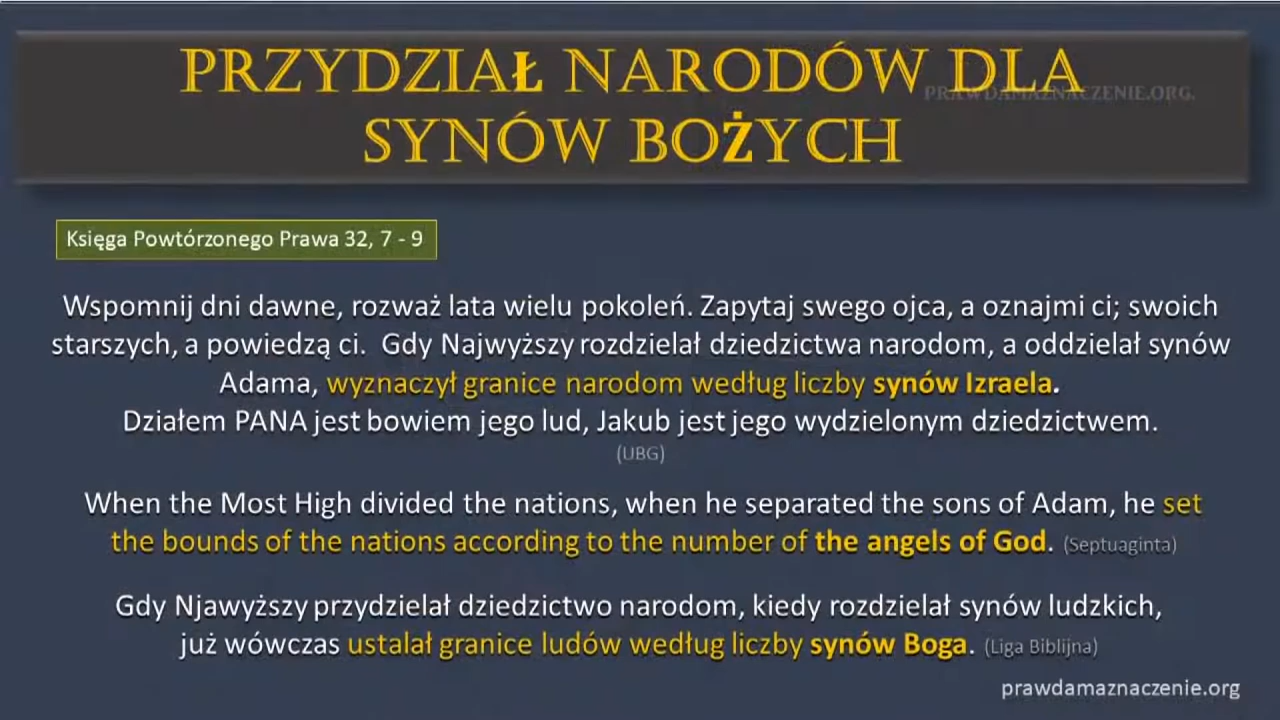 PRZYDZIAŁ NARODÓW DLA
PRAWDAMAZNACZENIE.ORG.
SYNÓW BOŻYCH
Księga Powtórzonego Prawa 32, 7 - 9
Wspomnij dni dawne, rozważ lata wielu pokoleń. Zapytaj swego ojca, a oznajmi ci; swoich
starszych, a powiedzą ci. Gdy Najwyższy rozdzielał dziedzictwa narodom, a oddzielał synów
Adama, wyznaczył granice narodom według liczby synów Izraela.
Działem PANA jest bowiem jego lud, Jakub jest jego wydzielonym dziedzictwem.
(UBG)
When the Most High divided the nations, when he separated the sons of Adam, he set
the bounds of the nations according to the number of the angels of God. (Septuaginta)
Gdy Njawyższy przydzielał dziedzictwo narodom, kiedy rozdzielał synów ludzkich,
już wówczas ustalał granice ludów według liczby synów Boga. (Liga Biblijna)
prawdamaznaczenie.org